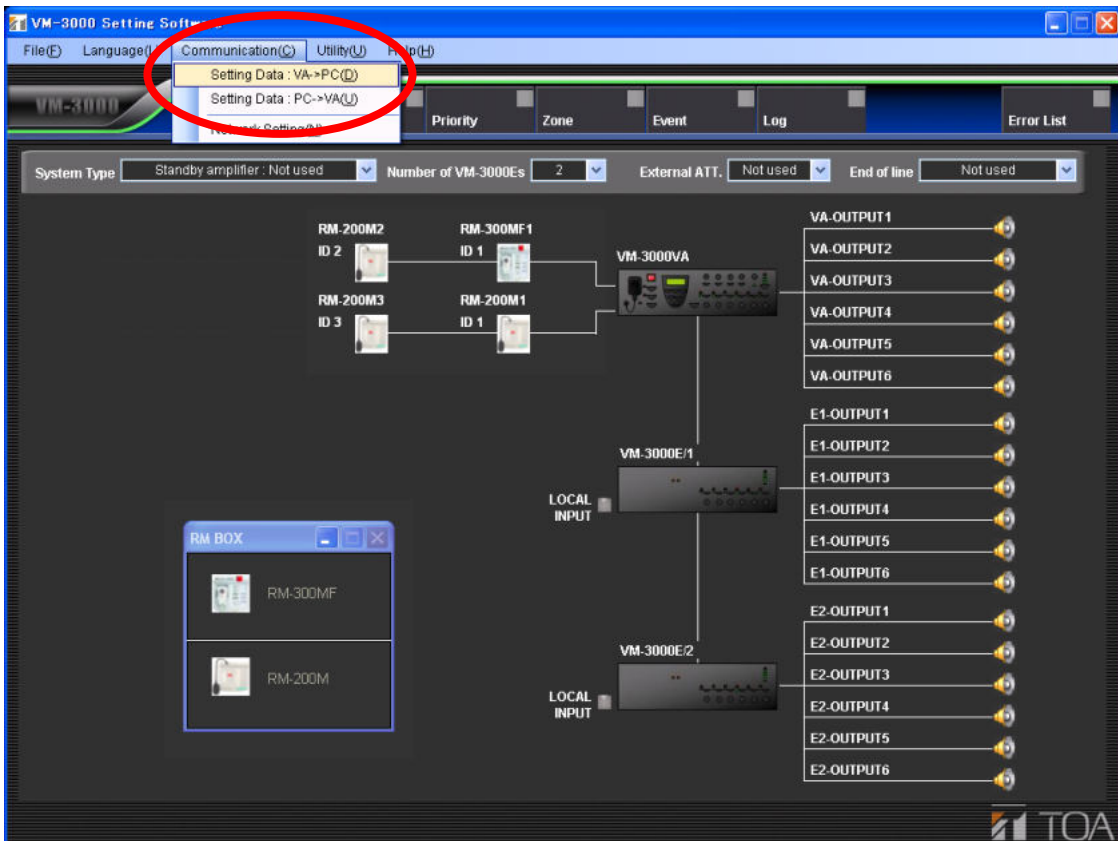 VM-3000 Setting Software
File(F) Language(L) Communication(C) Utility(U) Help(H)
Setting Data : VA->PC(D)
Setting Data : PC->VA(U)
Network Setting(N)
VM-3000
Priority Zone Event Log Error List
System Type Standby amplifier : Not used Number of VM-3000Es 2 External ATT. Not used End of line Not used
RM-200M2 RM-300MF1
ID 2 ID 1
RM-200M3 RM-200M1
ID 3 ID 1
VM-3000VA
VA-OUTPUT1
VA-OUTPUT2
VA-OUTPUT3
VA-OUTPUT4
VA-OUTPUT5
VA-OUTPUT6
VM-3000E/1
LOCAL
INPUT
E1-OUTPUT1
E1-OUTPUT2
E1-OUTPUT3
E1-OUTPUT4
E1-OUTPUT5
E1-OUTPUT6
RM BOX
RM-300MF
RM-200M
VM-3000E/2
LOCAL
INPUT
E2-OUTPUT1
E2-OUTPUT2
E2-OUTPUT3
E2-OUTPUT4
E2-OUTPUT5
E2-OUTPUT6
TOA